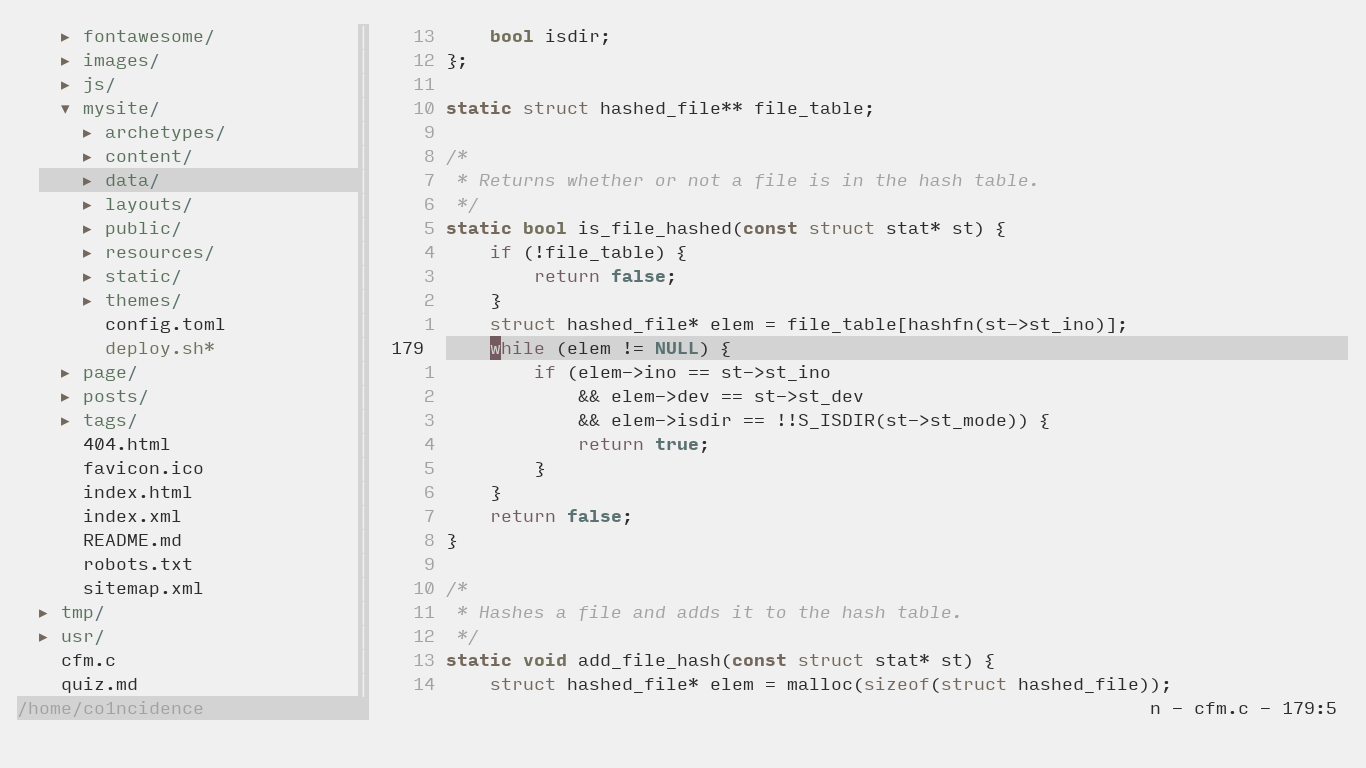 ▸ fontawesome/
▸ images/
▸ js/
▾ mysite/
▸ archetypes/
▸ content/
▸ data/
▸ layouts/
▸ public/
▸ resources/
▸ static/
▸ themes/
config.toml
deploy.sh*
▸ page/
▸ posts/
▸ tags/
404.html
favicon.ico
index.html
index.xml
README.md
robots.txt
sitemap.xml
▸ tmp/
▸ usr/
cfm.c
quiz.md
/home/co1ncidence
13     bool isdir;
12 };
11
10 static struct hashed_file** file_table;
9
8 /*
7  * Returns whether or not a file is in the hash table.
6  */
5 static bool is_file_hashed(const struct stat* st) {
4     if (!file_table) {
3         return false;
2     }
1     struct hashed_file* elem = file_table[hashfn(st->st_ino)];
179     while (elem != NULL) {
1         if (elem->ino == st->st_ino
2             && elem->dev == st->st_dev
3             && elem->isdir == !!S_ISDIR(st->st_mode)) {
4             return true;
5         }
6     }
7     return false;
8 }
9
10 /*
11  * Hashes a file and adds it to the hash table.
12  */
13 static void add_file_hash(const struct stat* st) {
14     struct hashed_file* elem = malloc(sizeof(struct hashed_file));
n - cfm.c - 179:5